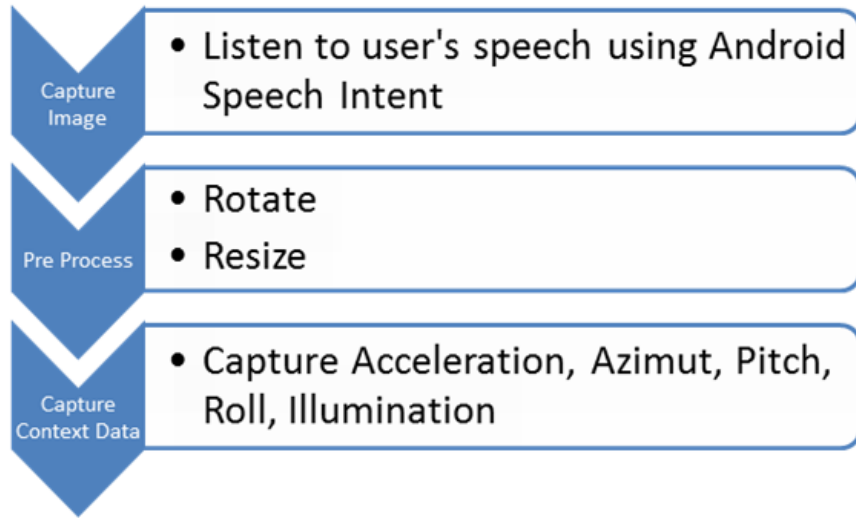 Capture
Image
• Listen to user's speech using Android
Speech Intent
Pre Process
• Rotate
• Resize
Capture
Context Data
• Capture Acceleration, Azimut, Pitch,
Roll, Illumination